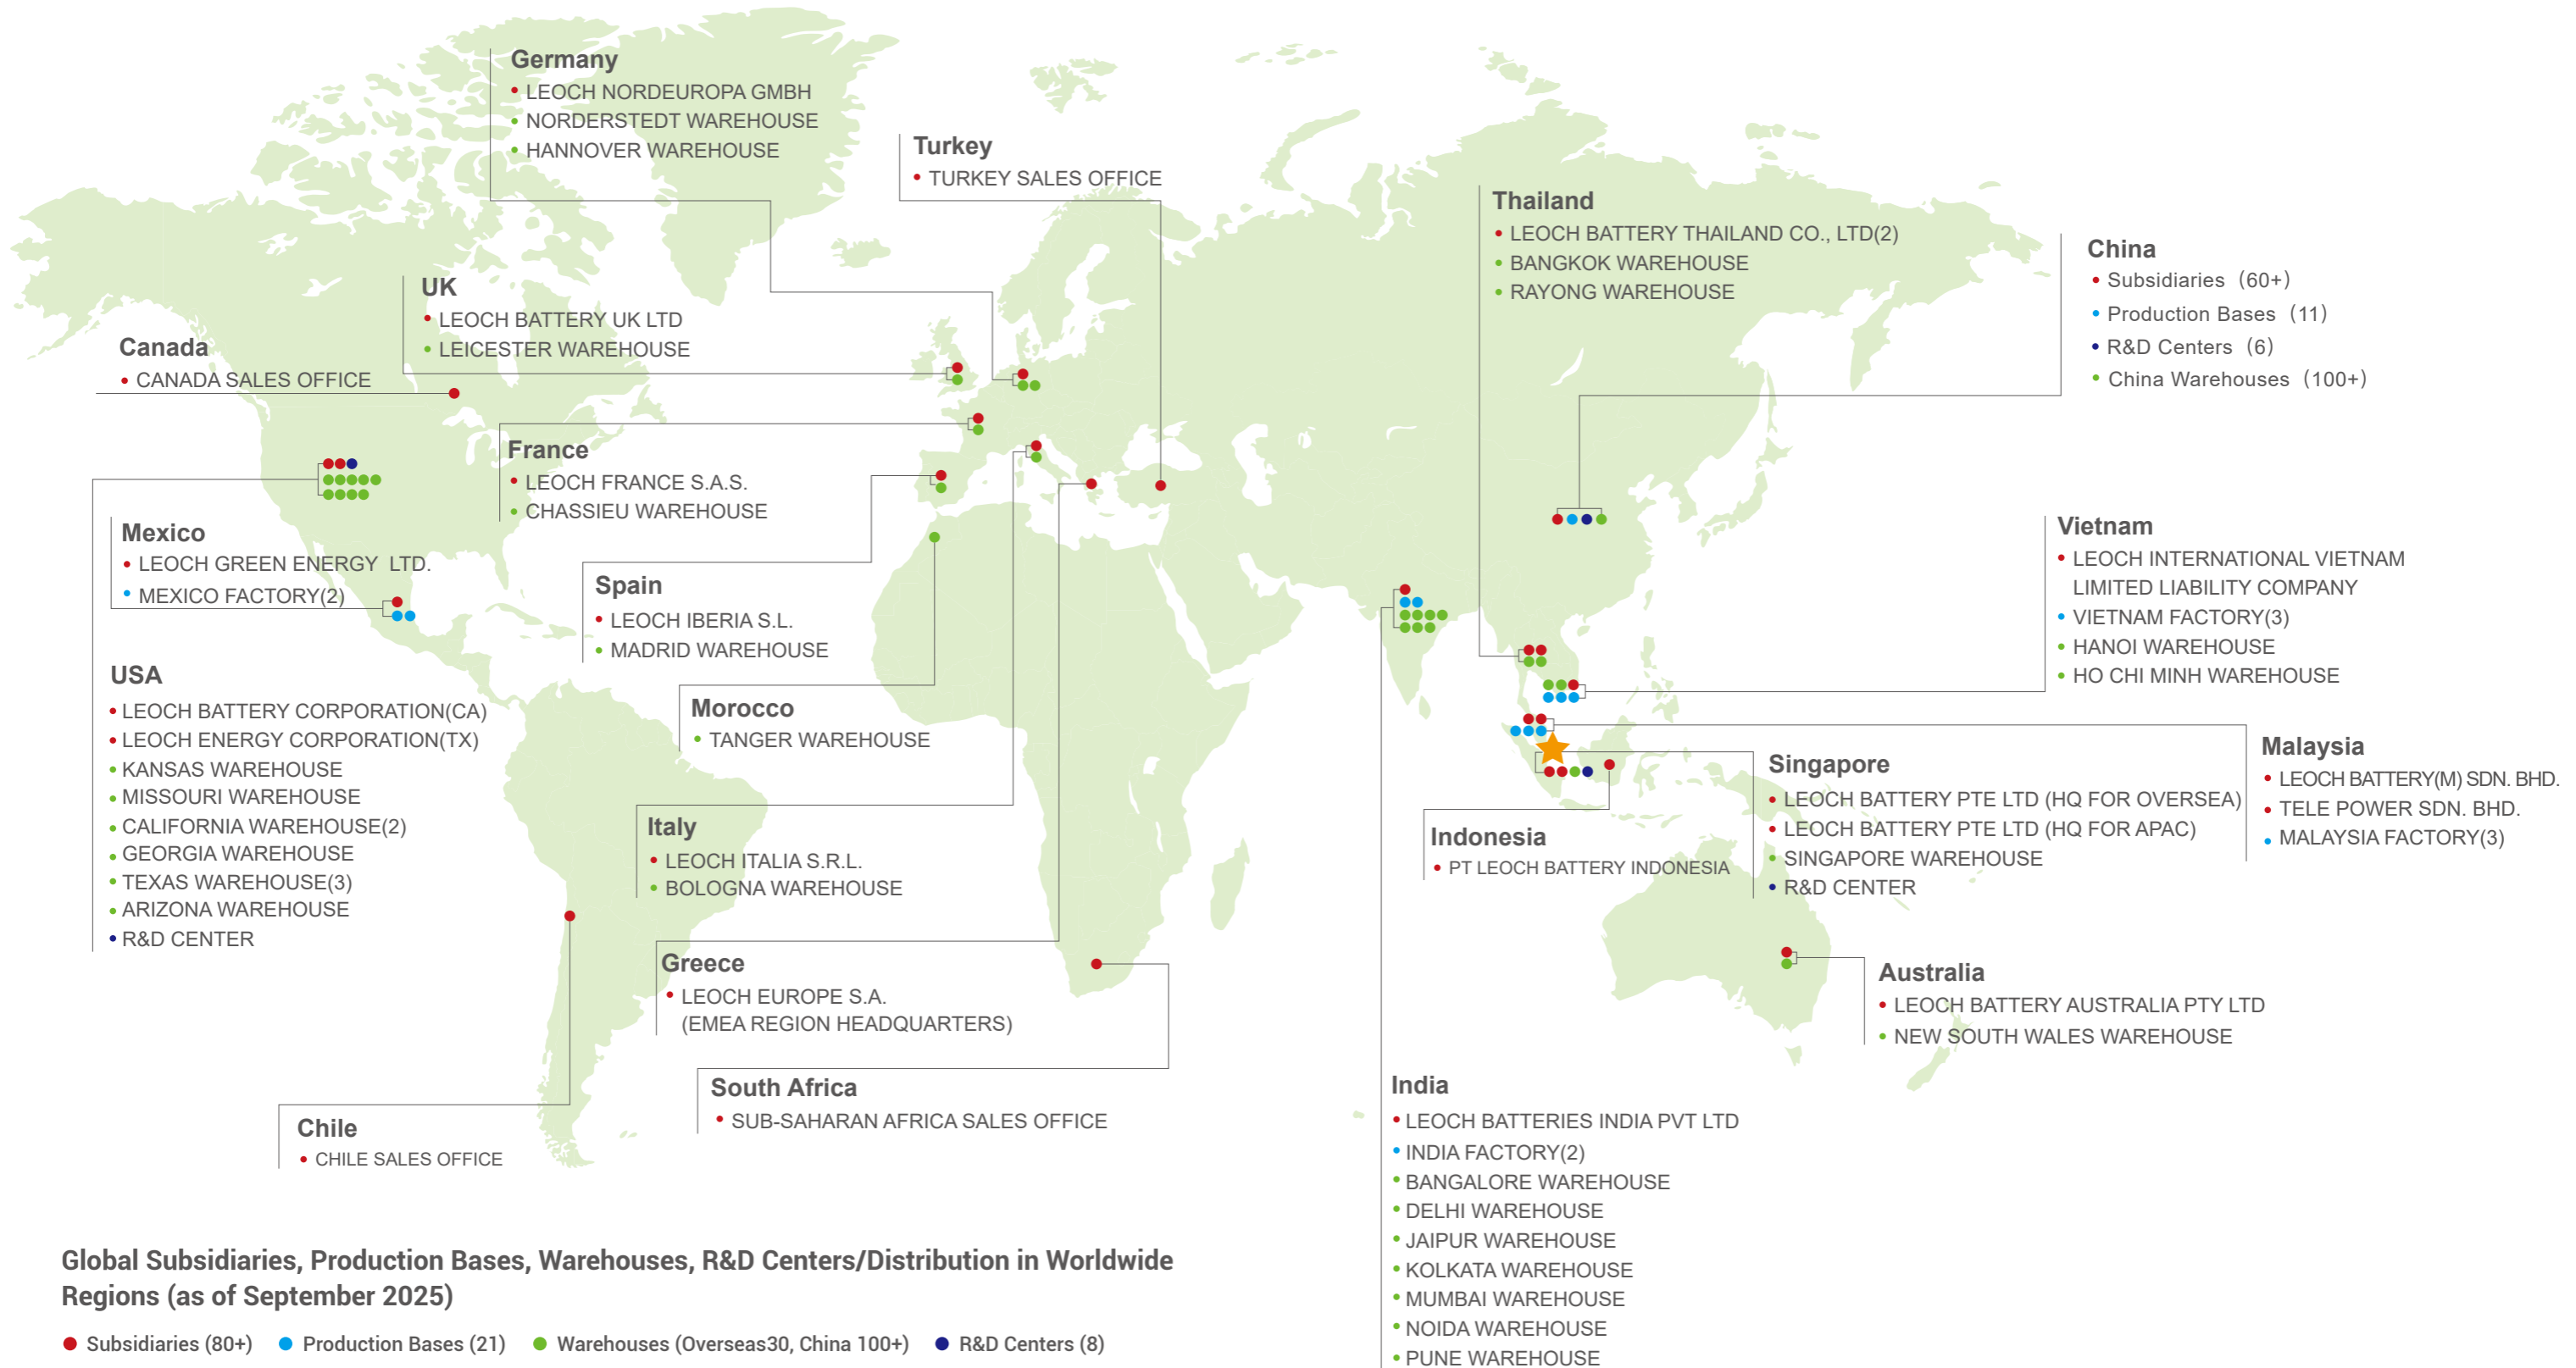 Germany
LEOCH NORDEUROPA GMBH
NORDERSTEDT WAREHOUSE
HANNOVER WAREHOUSE
Turkey
TURKEY SALES OFFICE
Thailand
LEOCH BATTERY THAILAND CO., LTD(2)
BANGKOK WAREHOUSE
RAYONG WAREHOUSE
China
Subsidiaries (60+)
Production Bases (11)
R&D Centers (6)
China Warehouses (100+)
UK
LEOCH BATTERY UK LTD
LEICESTER WAREHOUSE
Canada
CANADA SALES OFFICE
France
LEOCH FRANCE S.A.S.
CHASSIEU WAREHOUSE
Mexico
LEOCH GREEN ENERGY LTD.
MEXICO FACTORY(2)
Spain
LEOCH IBERIA S.L.
MADRID WAREHOUSE
Vietnam
LEOCH INTERNATIONAL VIETNAM
LIMITED LIABILITY COMPANY
VIETNAM FACTORY(3)
HANOI WAREHOUSE
HO CHI MINH WAREHOUSE
USA
LEOCH BATTERY CORPORATION(CA)
LEOCH ENERGY CORPORATION(TX)
KANSAS WAREHOUSE
MISSOURI WAREHOUSE
CALIFORNIA WAREHOUSE(2)
GEORGIA WAREHOUSE
TEXAS WAREHOUSE(3)
ARIZONA WAREHOUSE
R&D CENTER
Morocco
TANGER WAREHOUSE
Malaysia
LEOCH BATTERY(M) SDN. BHD.
TELE POWER SDN. BHD.
MALAYSIA FACTORY(3)
Singapore
LEOCH BATTERY PTE LTD (HQ FOR OVERSEA)
LEOCH BATTERY PTE LTD (HQ FOR APAC)
SINGAPORE WAREHOUSE
R&D CENTER
Indonesia
PT LEOCH BATTERY INDONESIA
Italy
LEOCH ITALIA S.R.L.
BOLOGNA WAREHOUSE
Greece
LEOCH EUROPE S.A.
(EMEA REGION HEADQUARTERS)
Australia
LEOCH BATTERY AUSTRALIA PTY LTD
NEW SOUTH WALES WAREHOUSE
South Africa
SUB-SAHARAN AFRICA SALES OFFICE
Chile
CHILE SALES OFFICE
India
LEOCH BATTERIES INDIA PVT LTD
INDIA FACTORY(2)
BANGALORE WAREHOUSE
DELHI WAREHOUSE
JAIPUR WAREHOUSE
KOLKATA WAREHOUSE
MUMBAI WAREHOUSE
NOIDA WAREHOUSE
PUNE WAREHOUSE
Global Subsidiaries, Production Bases, Warehouses, R&D Centers/Distribution in Worldwide
Regions (as of September 2025)
Subsidiaries (80+) Production Bases (21) Warehouses (Overseas30, China 100+) R&D Centers (8)